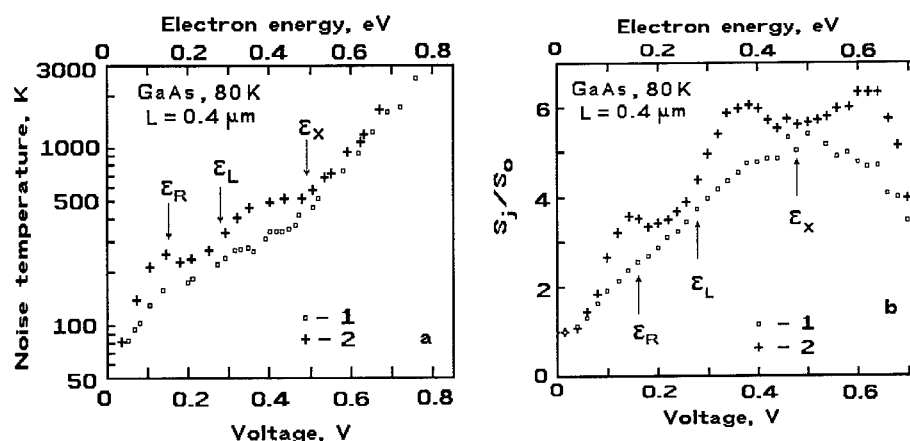 Electron energy, eV
0 0.2 0.4 0.6 0.8
3000
1000
500
100
50
Noise temperature, K
GaAs, 80 K
L = 0.4 μm
ε_R
ε_L
ε_X
▫ - 1
+ - 2
a
0 0.2 0.4 0.6 0.8
Voltage, V
Electron energy, eV
0 0.2 0.4 0.6
6
4
2
0
S_j/S_0
GaAs, 80 K
L = 0.4 μm
ε_R
ε_L
ε_X
▫ - 1
+ - 2
b
0 0.2 0.4 0.6 0.7
Voltage, V